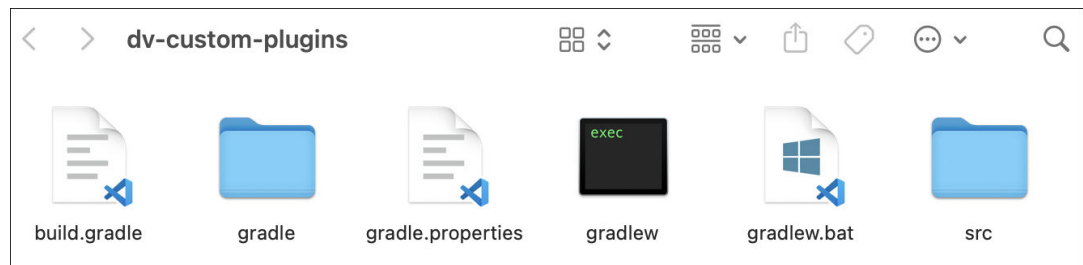 dv-custom-plugins
exec
build.gradle
gradle
gradle.properties
gradlew
gradlew.bat
src